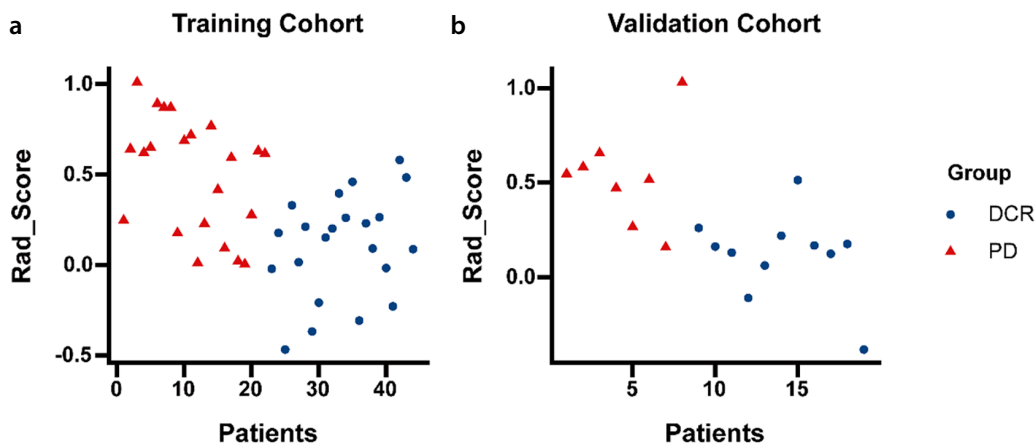 a Training Cohort
1.0
0.5
0.0
-0.5
Rad_Score
0 10 20 30 40
Patients
b Validation Cohort
1.0
0.5
0.0
Rad_Score
5 10 15
Patients
Group
DCR
PD